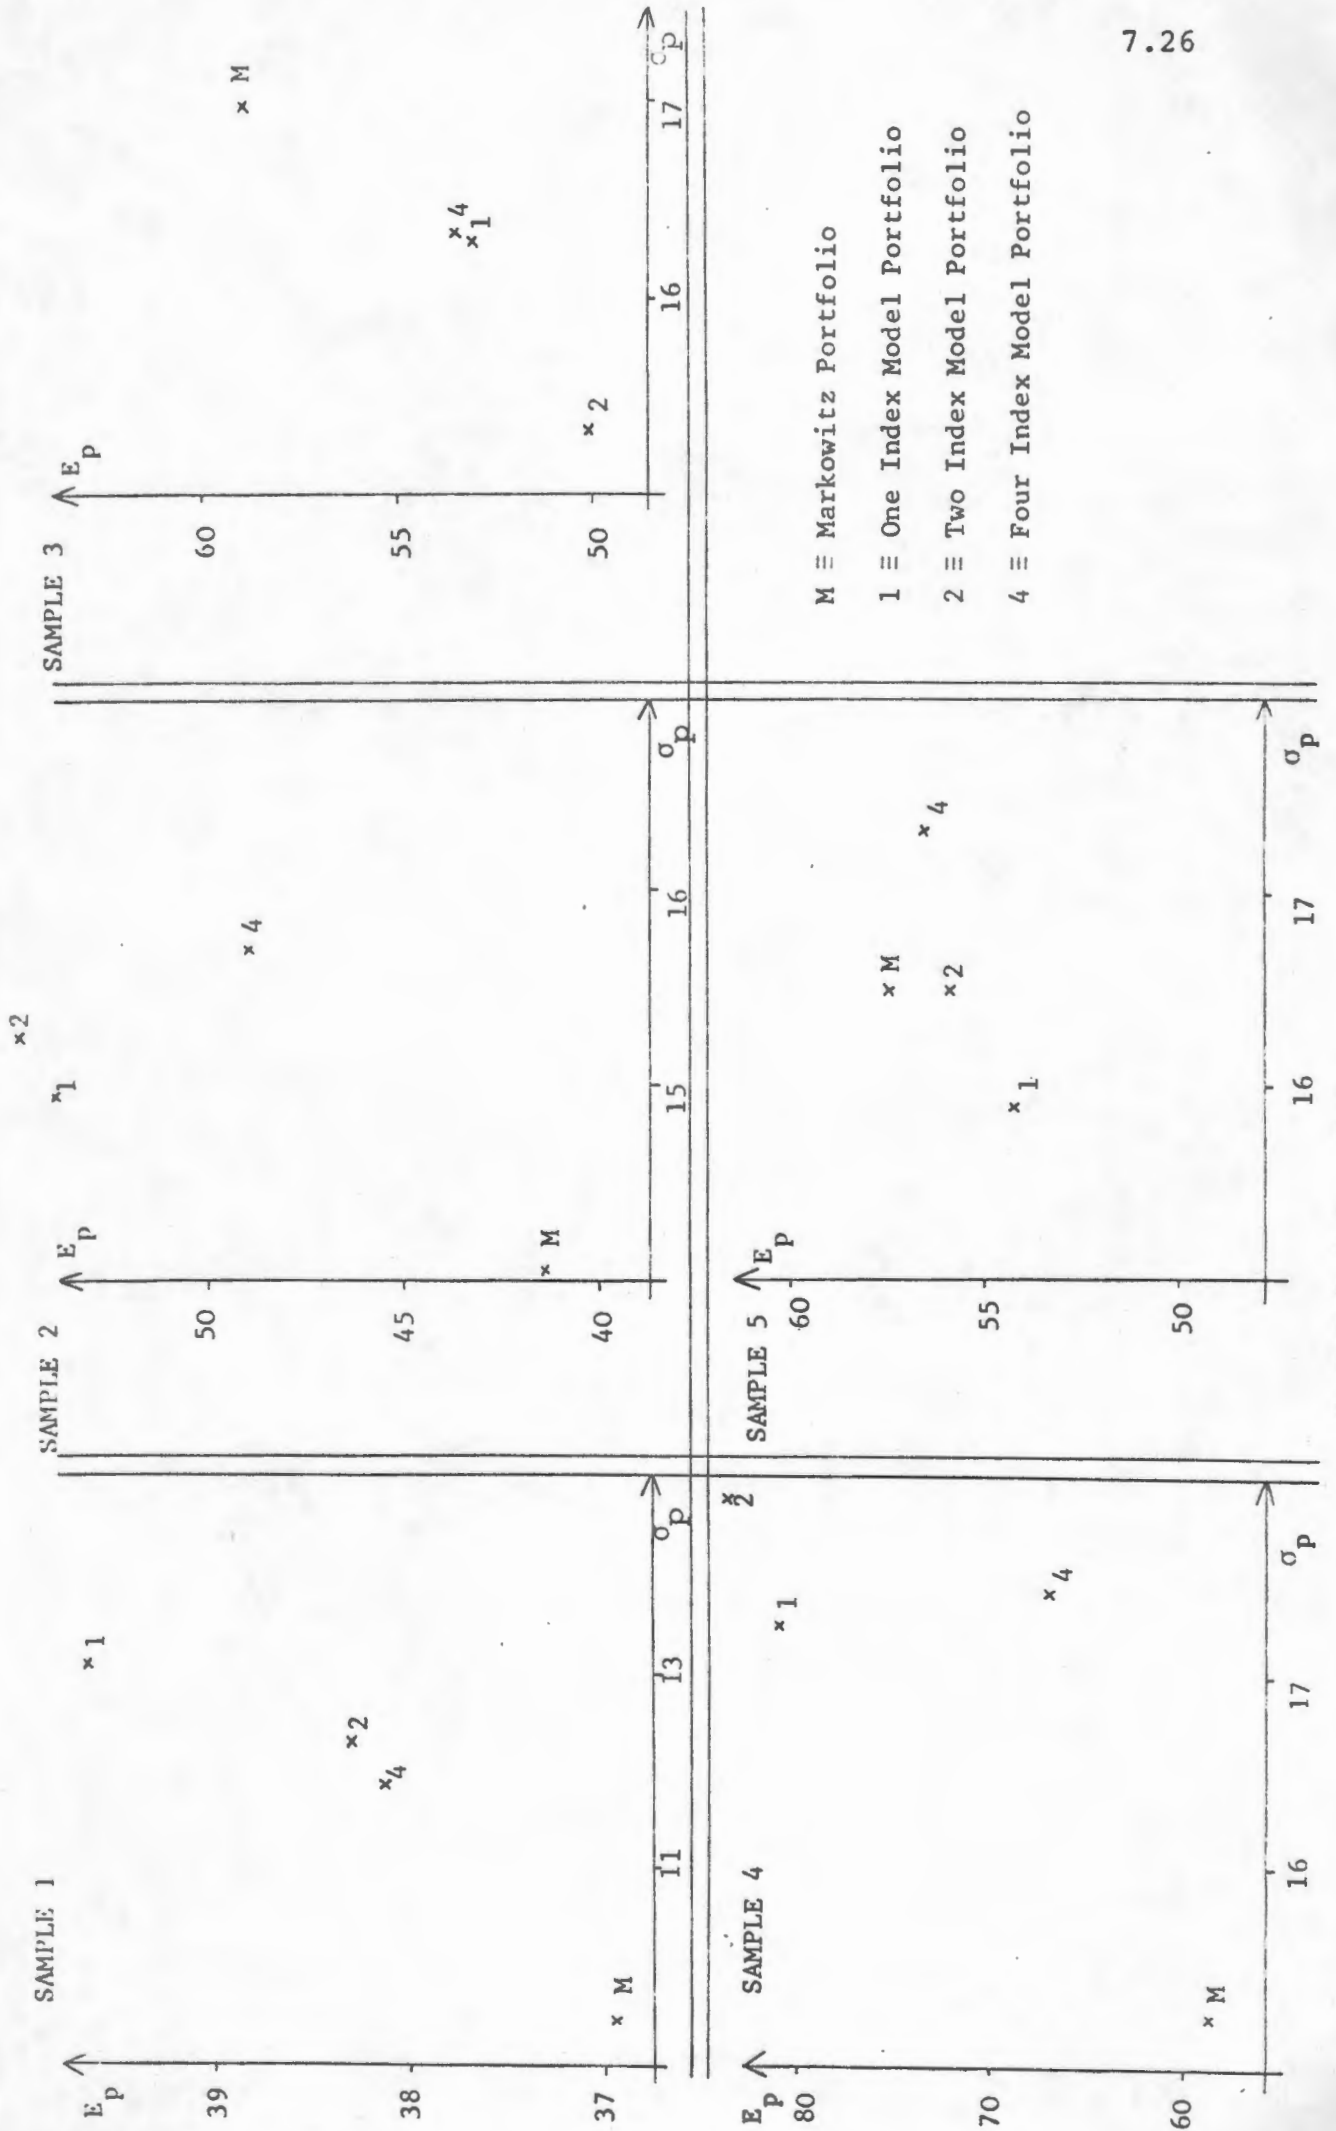 7.26
SAMPLE 1
E_p
39
38
37
11
13
σ_p
× 1
× 2
× 4
× M
SAMPLE 2
E_p
50
45
40
15
16
σ_p
× 2
× 1
× 4
× M
SAMPLE 3
E_p
60
55
50
16
17
σ_p
× M
× 4
× 1
× 2
SAMPLE 4
E_p
80
70
60
16
17
σ_p
× 2
× 1
× 4
× M
SAMPLE 5
E_p
60
55
50
16
17
σ_p
× M
× 4
× 2
× 1
M ≡ Markowitz Portfolio
1 ≡ One Index Model Portfolio
2 ≡ Two Index Model Portfolio
4 ≡ Four Index Model Portfolio